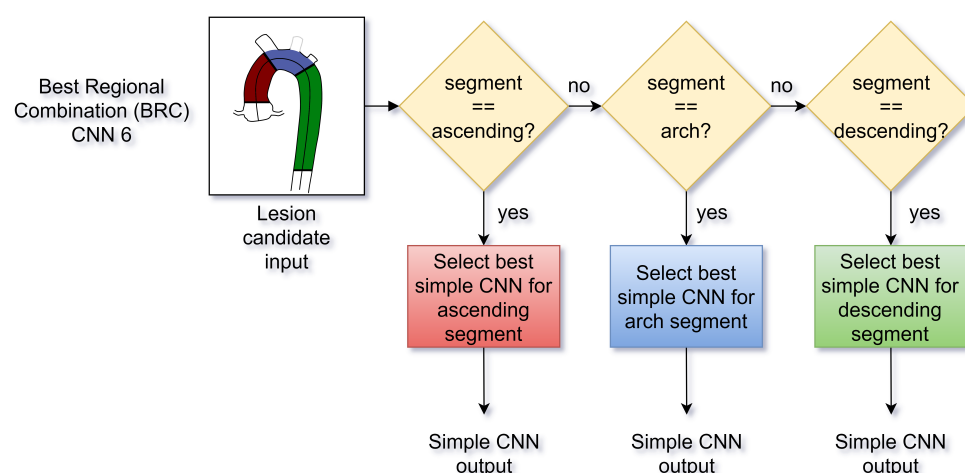 Best Regional
Combination (BRC)
CNN 6
Lesion
candidate
input
segment
==
ascending?
no
segment
==
arch?
no
segment
==
descending?
yes
yes
yes
Select best
simple CNN for
ascending
segment
Select best
simple CNN for
arch segment
Select best
simple CNN for
descending
segment
Simple CNN
output
Simple CNN
output
Simple CNN
output